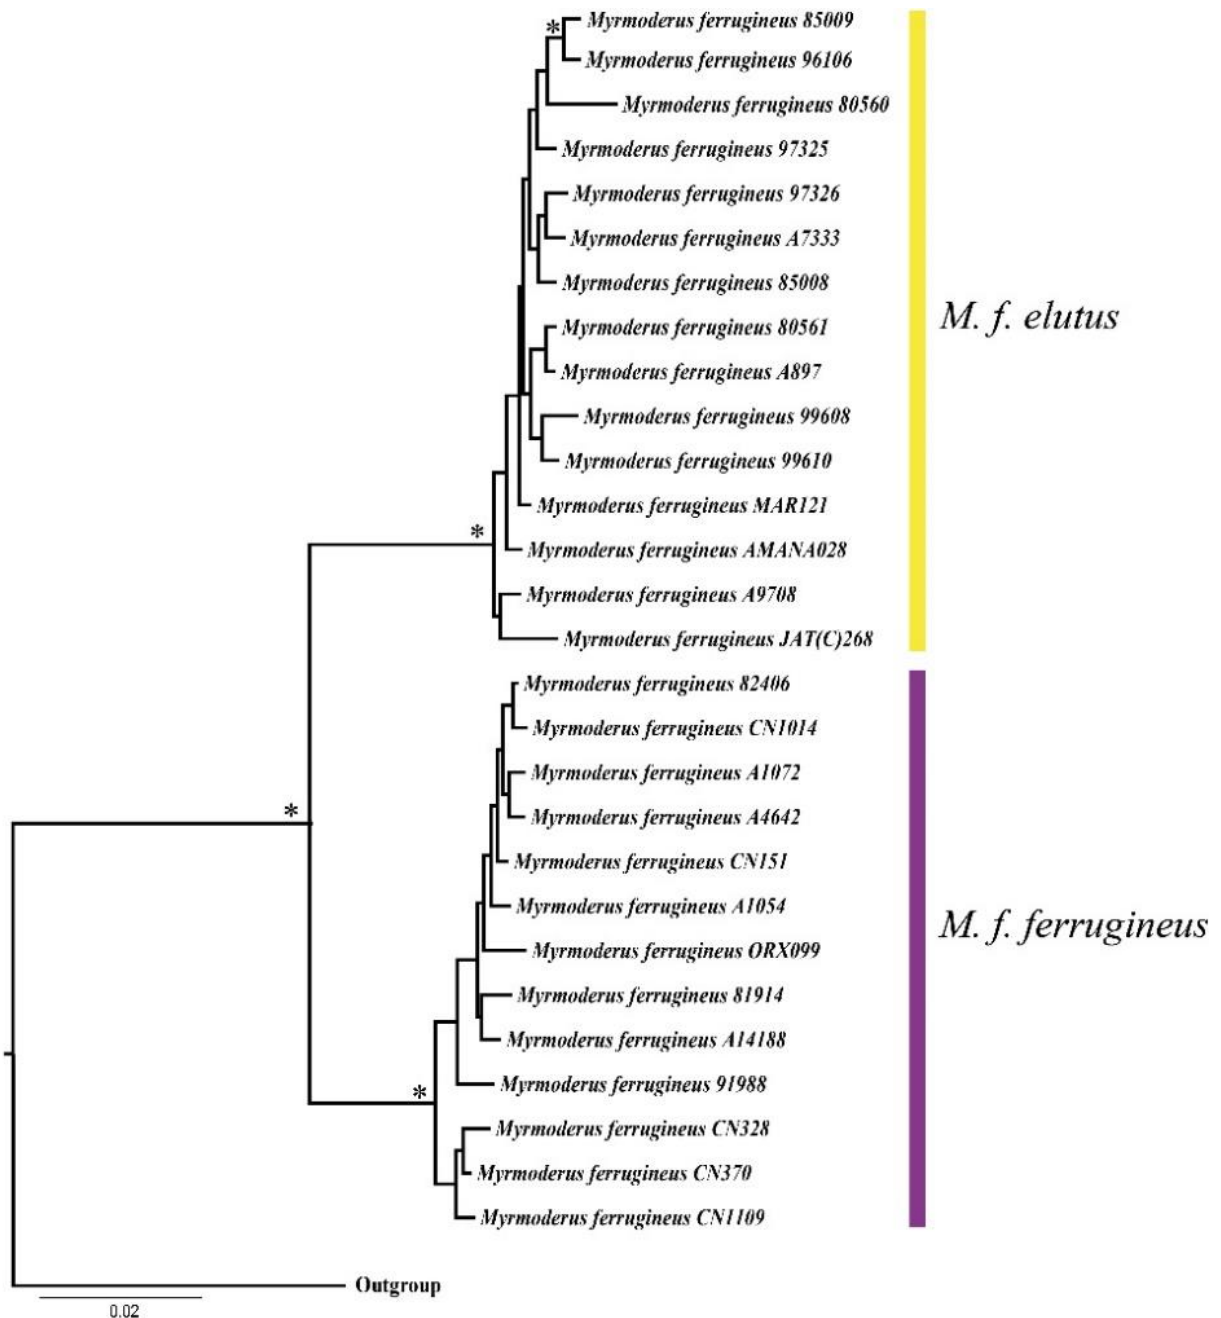 *
Myrmoderus ferrugineus 85009
Myrmoderus ferrugineus 96106
Myrmoderus ferrugineus 80560
Myrmoderus ferrugineus 97325
Myrmoderus ferrugineus 97326
Myrmoderus ferrugineus A7333
Myrmoderus ferrugineus 85008
M. f. elutus
Myrmoderus ferrugineus 80561
Myrmoderus ferrugineus A897
Myrmoderus ferrugineus 99608
Myrmoderus ferrugineus 99610
Myrmoderus ferrugineus MAR121
*
Myrmoderus ferrugineus AMANA028
Myrmoderus ferrugineus A9708
Myrmoderus ferrugineus JAT(C)268
Myrmoderus ferrugineus 82406
Myrmoderus ferrugineus CN1014
Myrmoderus ferrugineus A1072
*
Myrmoderus ferrugineus A4642
Myrmoderus ferrugineus CN151
Myrmoderus ferrugineus A1054
M. f. ferrugineus
Myrmoderus ferrugineus ORX099
Myrmoderus ferrugineus 81914
Myrmoderus ferrugineus A14188
*
Myrmoderus ferrugineus 91988
Myrmoderus ferrugineus CN328
Myrmoderus ferrugineus CN370
Myrmoderus ferrugineus CN1109
Outgroup
0.02